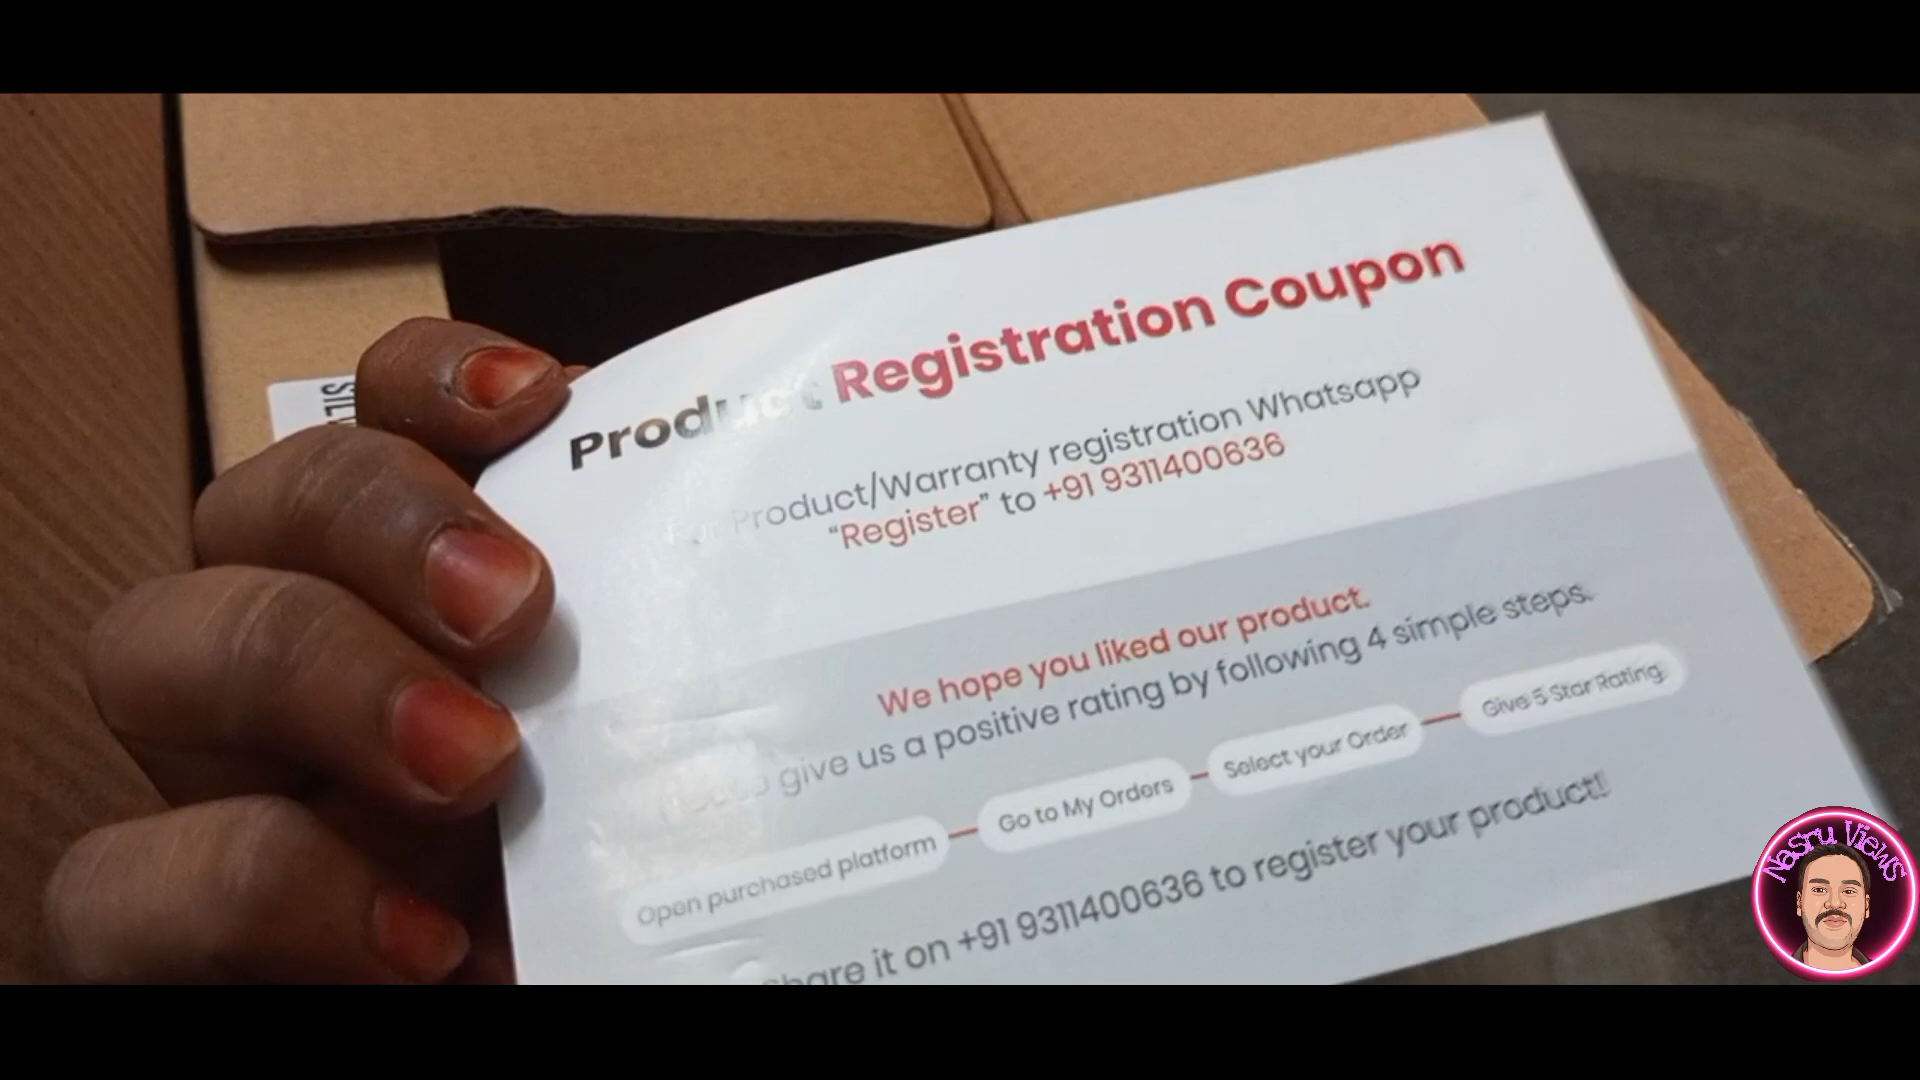 Product Registration Coupon
For Product/Warranty registration Whatsapp
“Register” to +91 9311400636
We hope you liked our product.
give us a positive rating by following 4 simple steps.
Open purchased platform
Go to My Orders
Select your Order
Give 5 Star Rating.
Share it on +91 9311400636 to register your product!!
Nasru Views